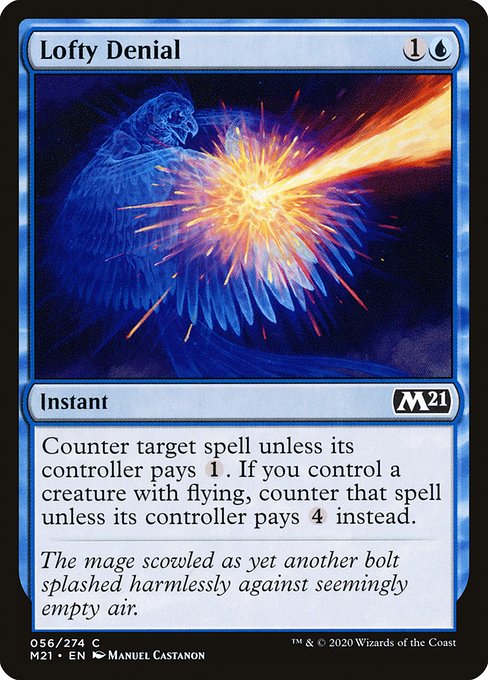 Lofty Denial 1
Instant M21
Counter target spell unless its
controller pays 1. If you control a
creature with flying, counter that spell
unless its controller pays 4 instead.
The mage scowled as yet another bolt
splashed harmlessly against seemingly
empty air.
056/274 C ™ & © 2020 Wizards of the Coast
M21 • EN Manuel Castanon